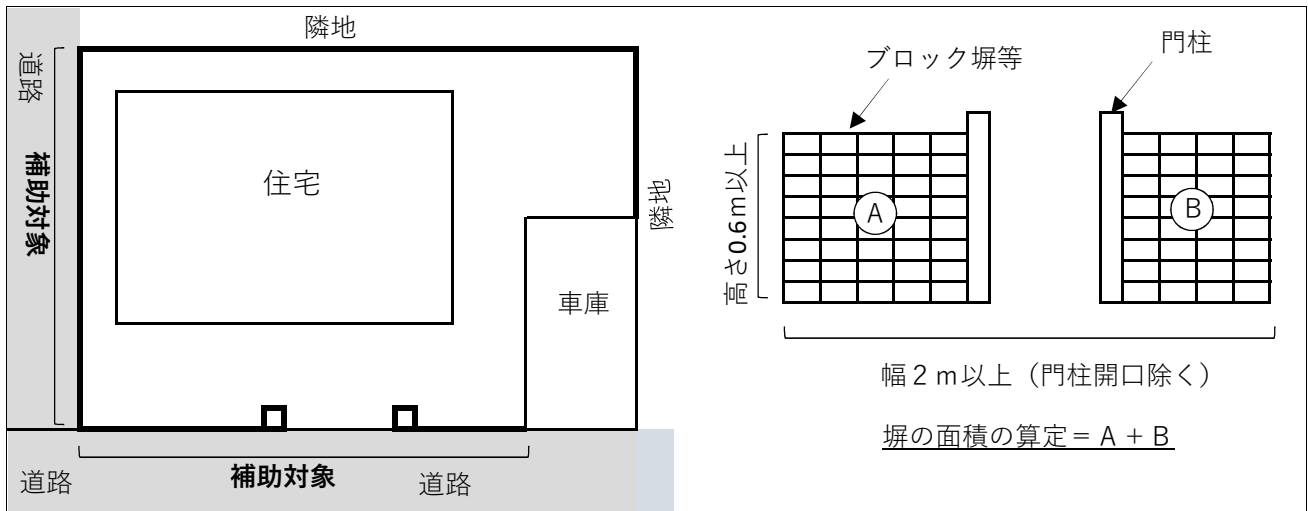 隣地
道路
補助対象
住宅
隣地
車庫
補助対象
道路
道路
ブロック塀等
門柱
高さ0.6m以上
A
B
幅２ｍ以上（門柱開口除く）
塀の面積の算定＝Ａ＋Ｂ